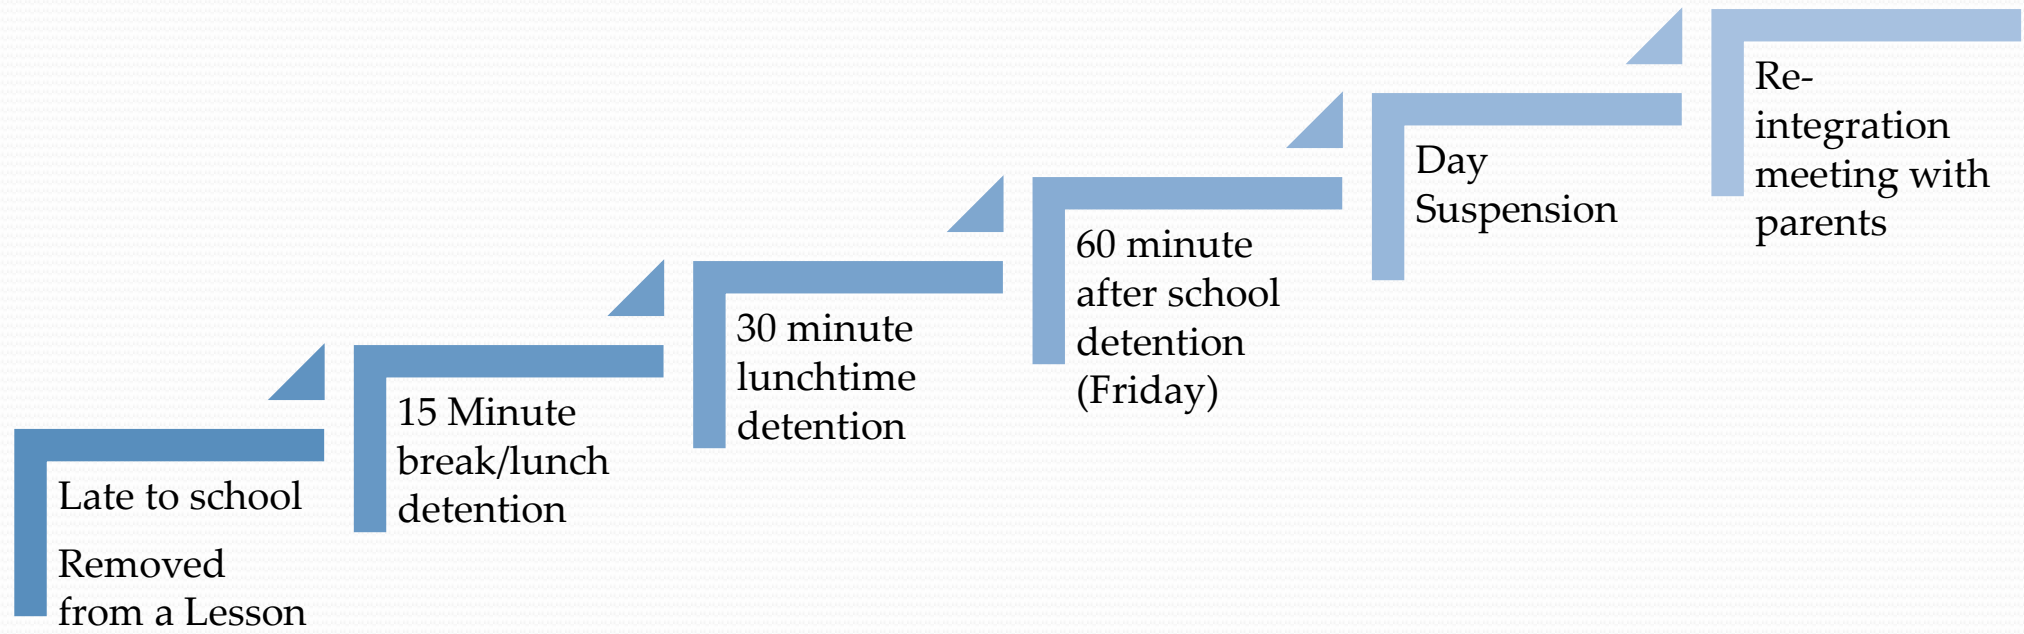 Late to school
Removed
from a Lesson
15 Minute
break/lunch
detention
30 minute
lunchtime
detention
60 minute
after school
detention
(Friday)
Day
Suspension
Re-
integration
meeting with
parents